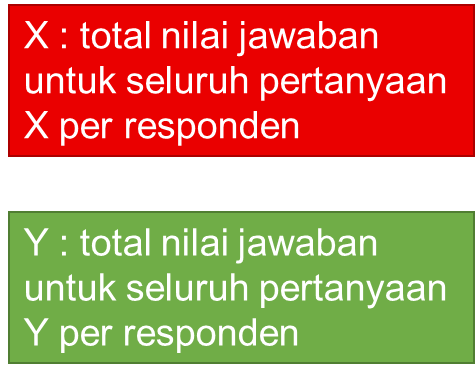 X : total nilai jawaban
untuk seluruh pertanyaan
X per responden
Y : total nilai jawaban
untuk seluruh pertanyaan
Y per responden